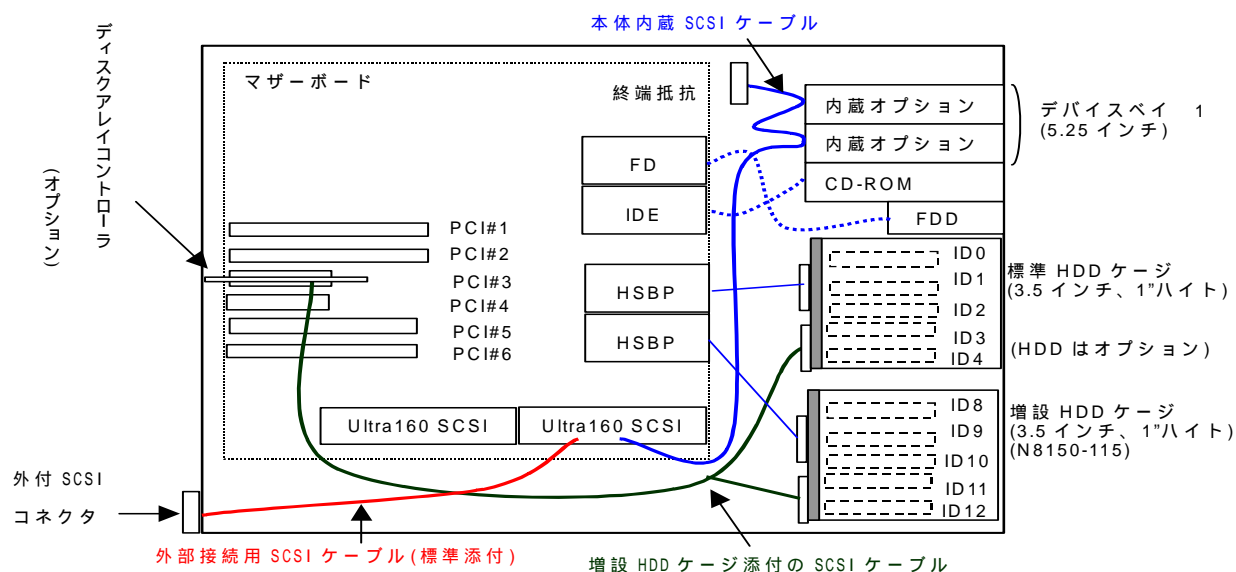 本体内蔵 SCSI ケーブル
ディスクアレイコントローラ
(オプション)
マザーボード
終端抵抗
内蔵オプション
内蔵オプション
デバイスベイ 1
(5.25 インチ)
CD-ROM
FDD
FD
IDE
HSBP
HSBP
PCI#1
PCI#2
PCI#3
PCI#4
PCI#5
PCI#6
ID0
ID1
ID2
ID3
ID4
標準 HDD ケージ
(3.5 インチ、1”ハイト)
(HDD はオプション)
ID8
ID9
ID10
ID11
ID12
増設 HDD ケージ
(3.5 インチ、1”ハイト)
(N8150-115)
Ultra160 SCSI
Ultra160 SCSI
外付 SCSI
コネクタ
外部接続用 SCSI ケーブル(標準添付)
増設 HDD ケージ添付の SCSI ケーブル